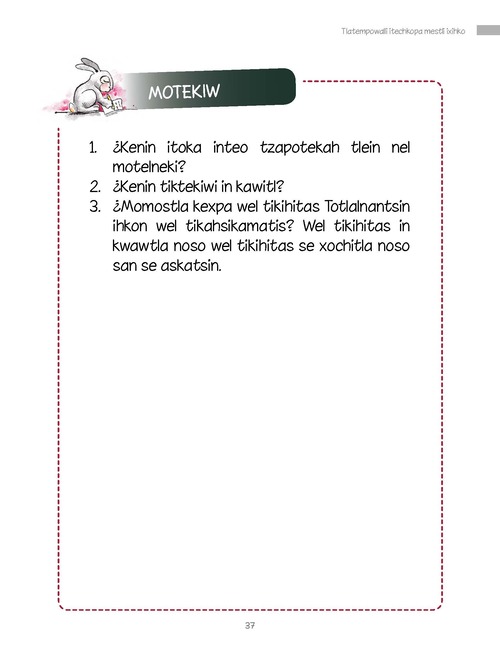 Tlatempowalli itechkopa mestli ixihko
MOTEKIW
1. ¿Kenin itoka inteo tzapotekah tlein nel
motelneki?
2. ¿Kenin tiktekiwi in kawitl?
3. ¿Momostla kexpa wel tikihitas Totlalnantsin
ihkon wel tikahsikamatis? Wel tikihitas in
kwawtla noso wel tikihitas se xochitla noso
san se askatsin.
37